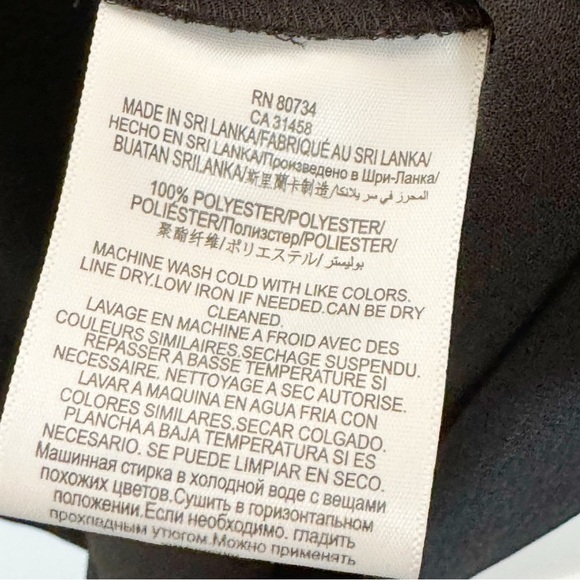 RN 80734
CA 31458
MADE IN SRI LANKA/FABRIQUÉ AU SRI LANKA/
HECHO EN SRI LANKA/Произведено в Шри-Ланка/
BUATAN SRILANKA/斯里蘭卡制造/المحرز في سر يلانكا
100% POLYESTER/POLYESTER/
POLIÉSTER/Полиэстер/POLIESTER/
聚酯纤维/ポリエステル/بوليستر
MACHINE WASH COLD WITH LIKE COLORS.
LINE DRY.LOW IRON IF NEEDED.CAN BE DRY
CLEANED.
LAVAGE EN MACHINE A FROID AVEC DES
COULEURS SIMILAIRES.SECHAGE SUSPENDU.
REPASSER A BASSE TEMPERATURE SI
NECESSAIRE. NETTOYAGE A SEC AUTORISE.
LAVAR A MAQUINA EN AGUA FRIA CON
COLORES SIMILARES.SECAR COLGADO.
PLANCHA A BAJA TEMPERATURA SI ES
NECESARIO. SE PUEDE LIMPIAR EN SECO.
Машинная стирка в холодной воде с вещами
похожих цветов.Сушить в горизонтальном
положении.Если необходимо. гладить
прохладным утюгом.Можно применять